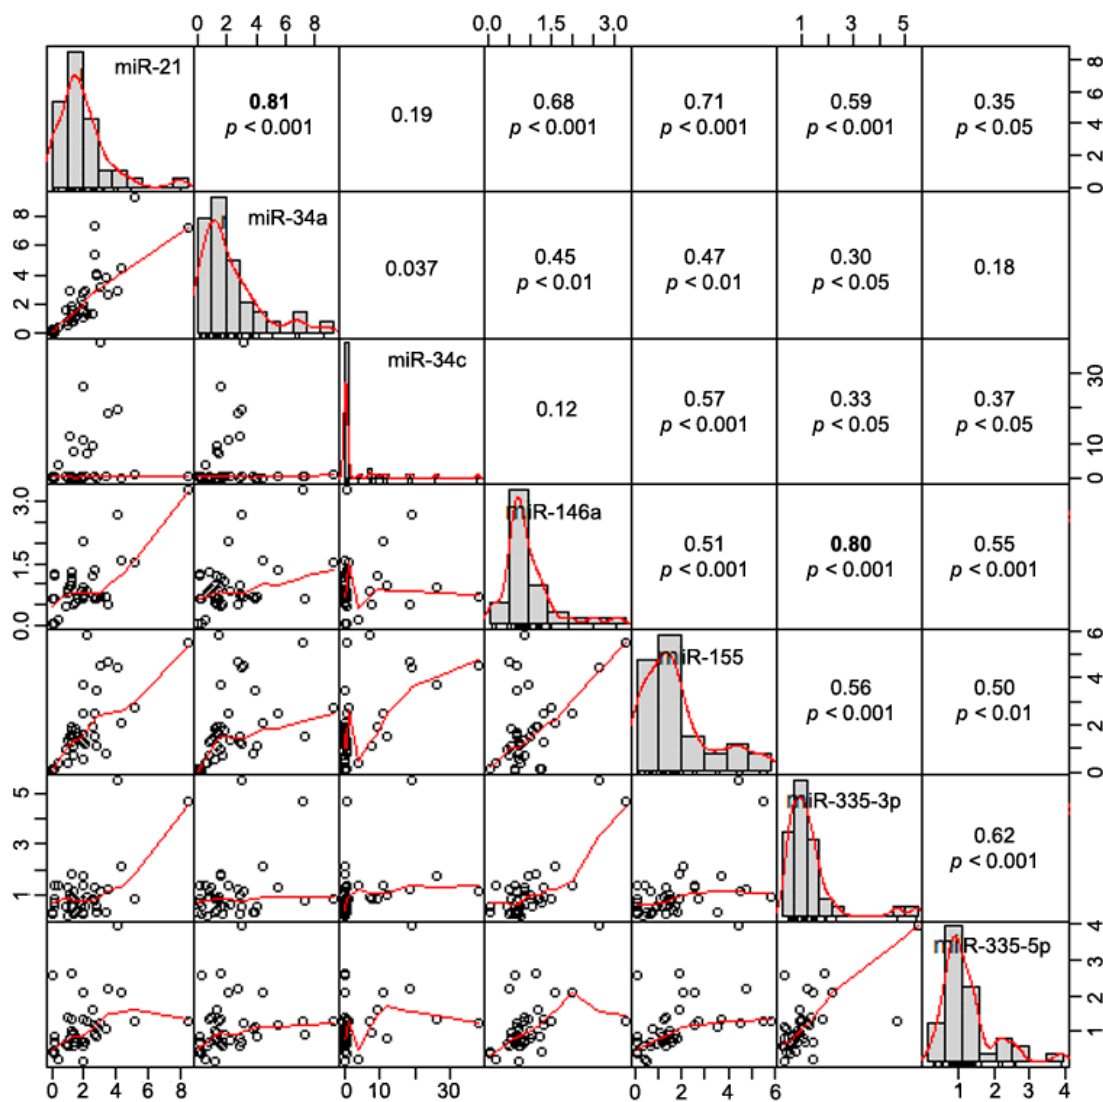 0 2 4 6 8
0.0 1.5 3.0
1 3 5
miR-21
0.81
p < 0.001
0.19
0.68
p < 0.001
0.71
p < 0.001
0.59
p < 0.001
0.35
p < 0.05
0 2 4 6 8
0 2 4 6 8
miR-34a
0.037
0.45
p < 0.01
0.47
p < 0.01
0.30
p < 0.05
0.18
miR-34c
0.12
0.57
p < 0.001
0.33
p < 0.05
0.37
p < 0.05
0 10 30
0.0 1.5 3.0
miR-146a
0.51
p < 0.001
0.80
p < 0.001
0.55
p < 0.001
miR-155
0.56
p < 0.001
0.50
p < 0.01
0 2 4 6
1 3 5
miR-335-3p
0.62
p < 0.001
miR-335-5p
1 2 3 4
0 2 4 6 8
0 10 30
0 2 4 6
1 2 3 4